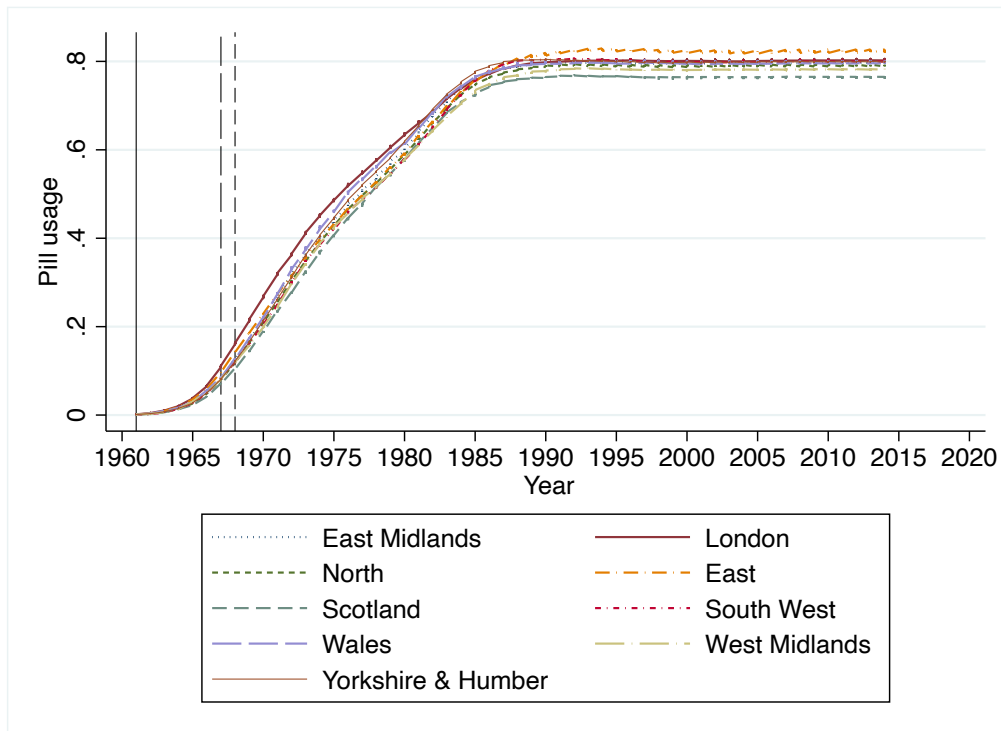 Pill usage
.8
.6
.4
.2
0
1960 1965 1970 1975 1980 1985 1990 1995 2000 2005 2010 2015 2020
Year
East Midlands London
North East
Scotland South West
Wales West Midlands
Yorkshire & Humber